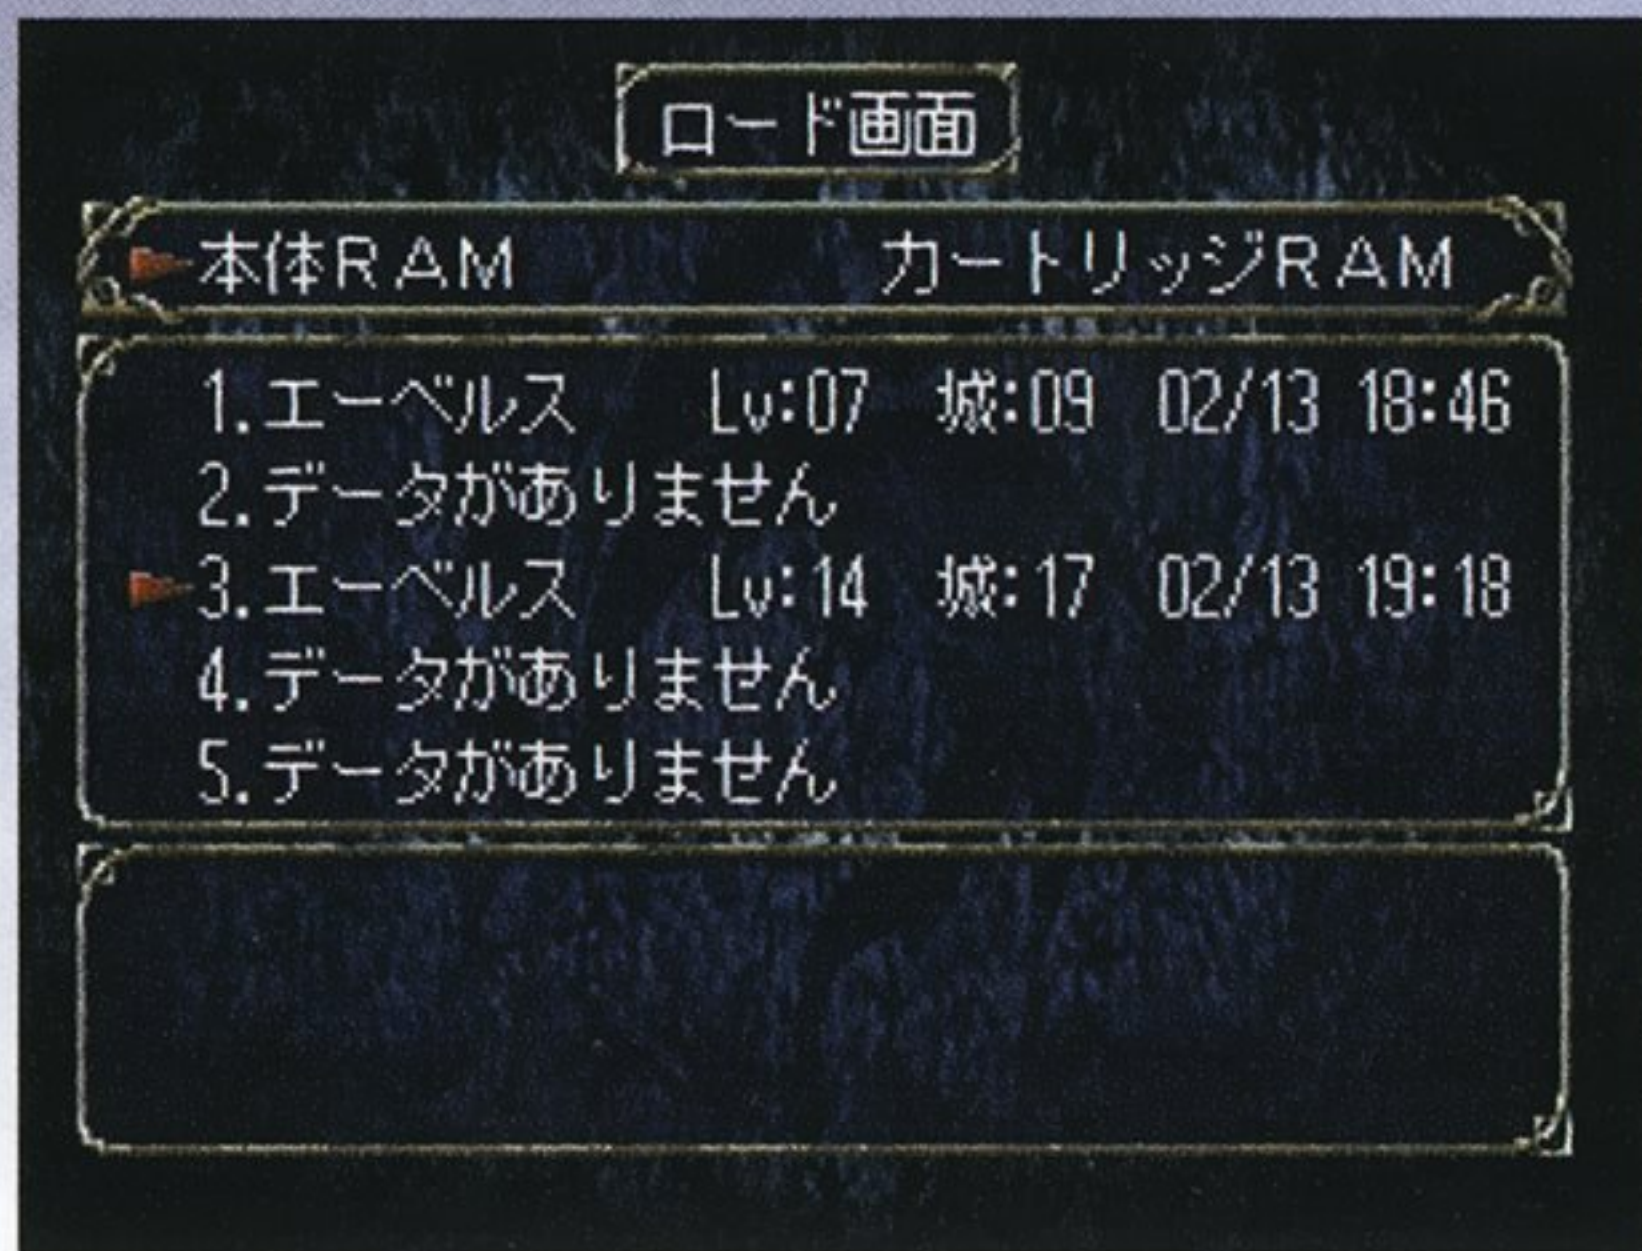 ロード画面
本体RAM カートリッジRAM
1.エーベルス Lv:07 城:09 02/13 18:46
2.データがありません
3.エーベルス Lv:14 城:17 02/13 19:18
4.データがありません
5.データがありません